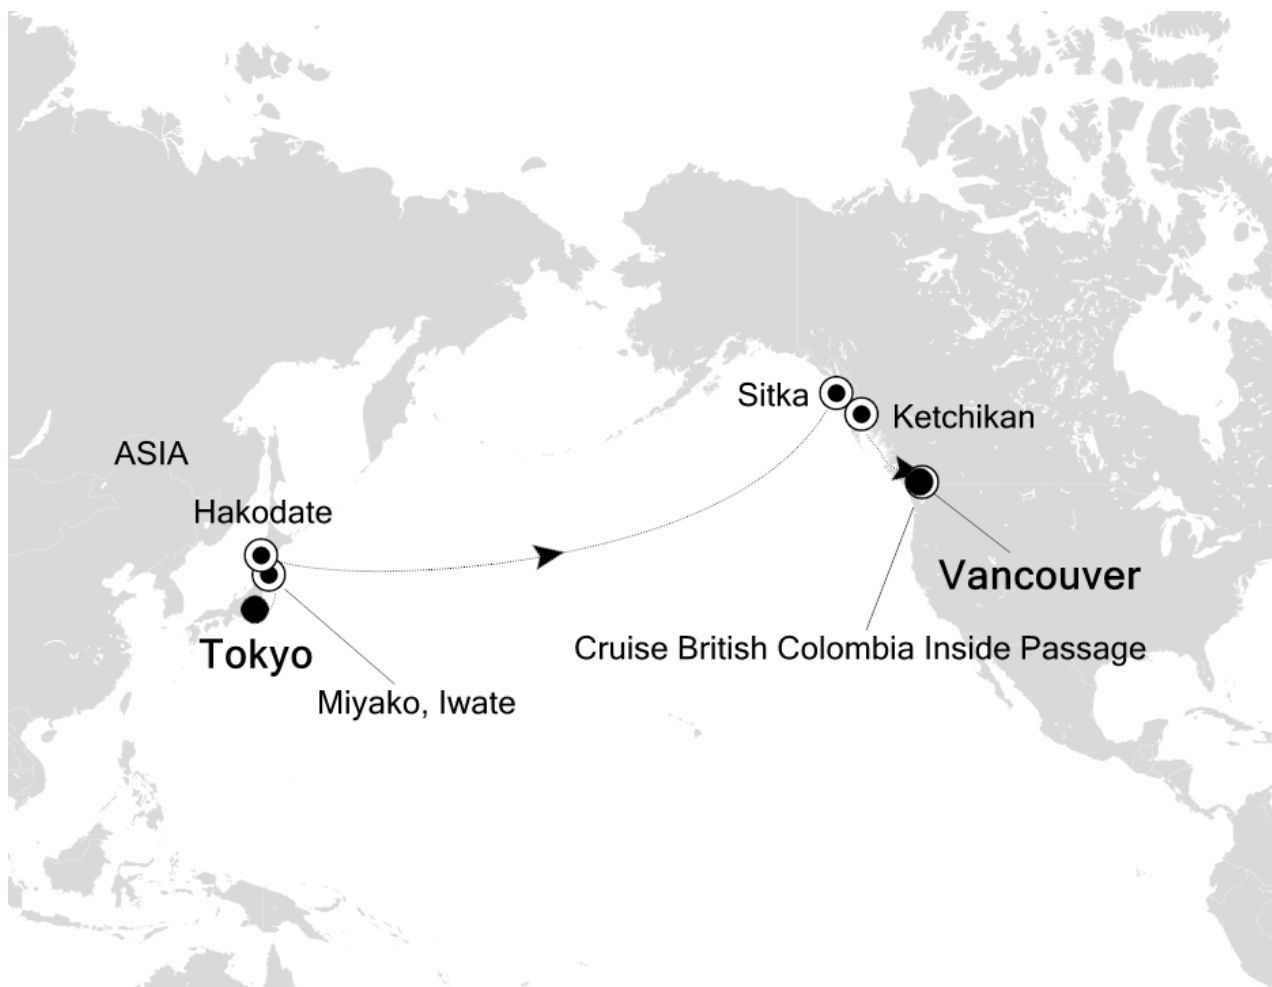 Sitka
Ketchikan
ASIA
Hakodate
Vancouver
Cruise British Colombia Inside Passage
Tokyo
Miyako, Iwate